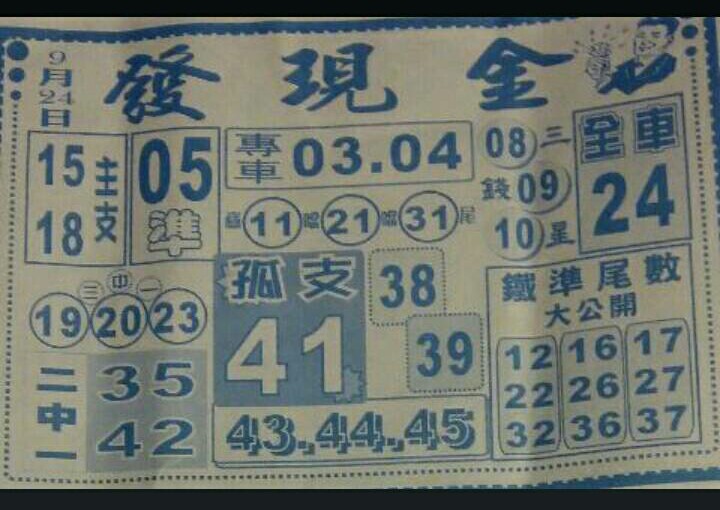 9月24日
發現金
15 18 主支
05 準
專車 03.04
08 三
錢 09
10 星
全車
24
11 21 31 尾
三中一
19 20 23
孤支
41
38
39
鐵準尾數
大公開
12 16 17
22 26 27
32 36 37
二中一
35
42
43.44.45